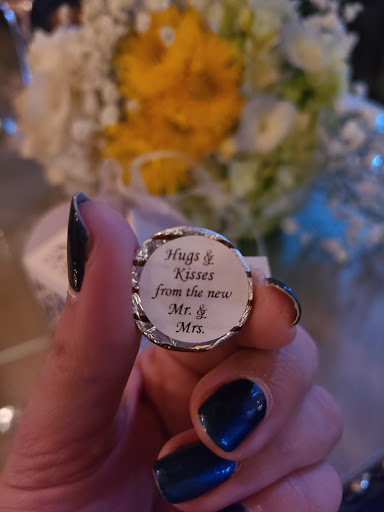 Hugs &
Kisses
from the new
Mr. &
Mrs.